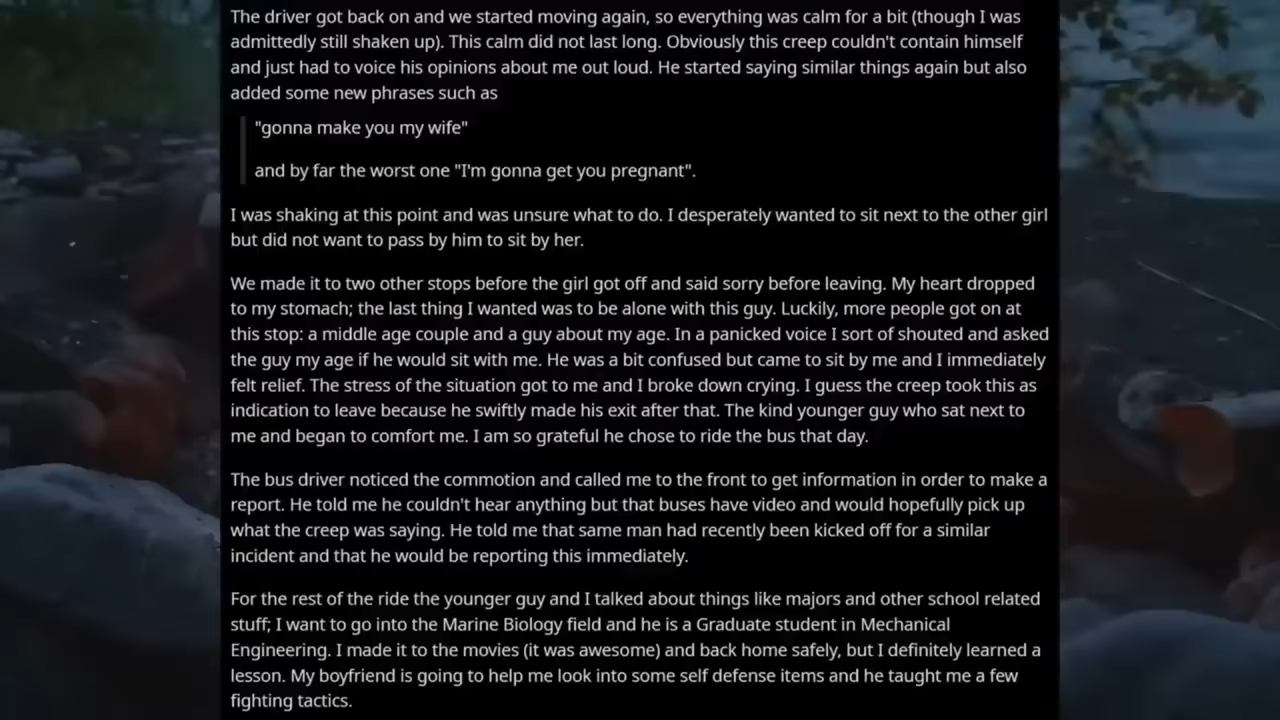 The driver got back on and we started moving again, so everything was calm for a bit (though I was
admittedly still shaken up). This calm did not last long. Obviously this creep couldn't contain himself
and just had to voice his opinions about me out loud. He started saying similar things again but also
added some new phrases such as
"gonna make you my wife"
and by far the worst one "I'm gonna get you pregnant".
I was shaking at this point and was unsure what to do. I desperately wanted to sit next to the other girl
but did not want to pass by him to sit by her.
We made it to two other stops before the girl got off and said sorry before leaving. My heart dropped
to my stomach; the last thing I wanted was to be alone with this guy. Luckily, more people got on at
this stop: a middle age couple and a guy about my age. In a panicked voice I sort of shouted and asked
the guy my age if he would sit with me. He was a bit confused but came to sit by me and I immediately
felt relief. The stress of the situation got to me and I broke down crying. I guess the creep took this as
indication to leave because he swiftly made his exit after that. The kind younger guy who sat next to
me and began to comfort me. I am so grateful he chose to ride the bus that day.
The bus driver noticed the commotion and called me to the front to get information in order to make a
report. He told me he couldn't hear anything but that buses have video and would hopefully pick up
what the creep was saying. He told me that same man had recently been kicked off for a similar
incident and that he would be reporting this immediately.
For the rest of the ride the younger guy and I talked about things like majors and other school related
stuff; I want to go into the Marine Biology field and he is a Graduate student in Mechanical
Engineering. I made it to the movies (it was awesome) and back home safely, but I definitely learned a
lesson. My boyfriend is going to help me look into some self defense items and he taught me a few
fighting tactics.